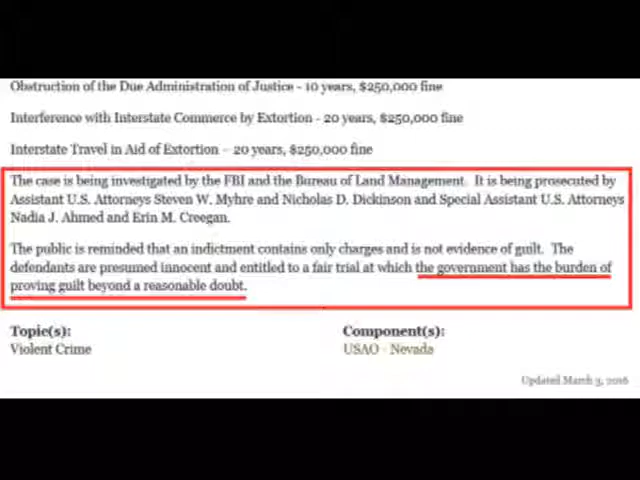 Obstruction of the Due Administration of Justice - 10 years, $250,000 fine
Interference with Interstate Commerce by Extortion - 20 years, $250,000 fine
Interstate Travel in Aid of Extortion – 20 years, $250,000 fine
The case is being investigated by the FBI and the Bureau of Land Management. It is being prosecuted by
Assistant U.S. Attorneys Steven W. Myhre and Nicholas D. Dickinson and Special Assistant U.S. Attorneys
Nadia J. Ahmed and Erin M. Creegan.
The public is reminded that an indictment contains only charges and is not evidence of guilt. The
defendants are presumed innocent and entitled to a fair trial at which the government has the burden of
proving guilt beyond a reasonable doubt.
Topic(s):
Violent Crime
Component(s):
USAO - Nevada
Updated March 3, 2016